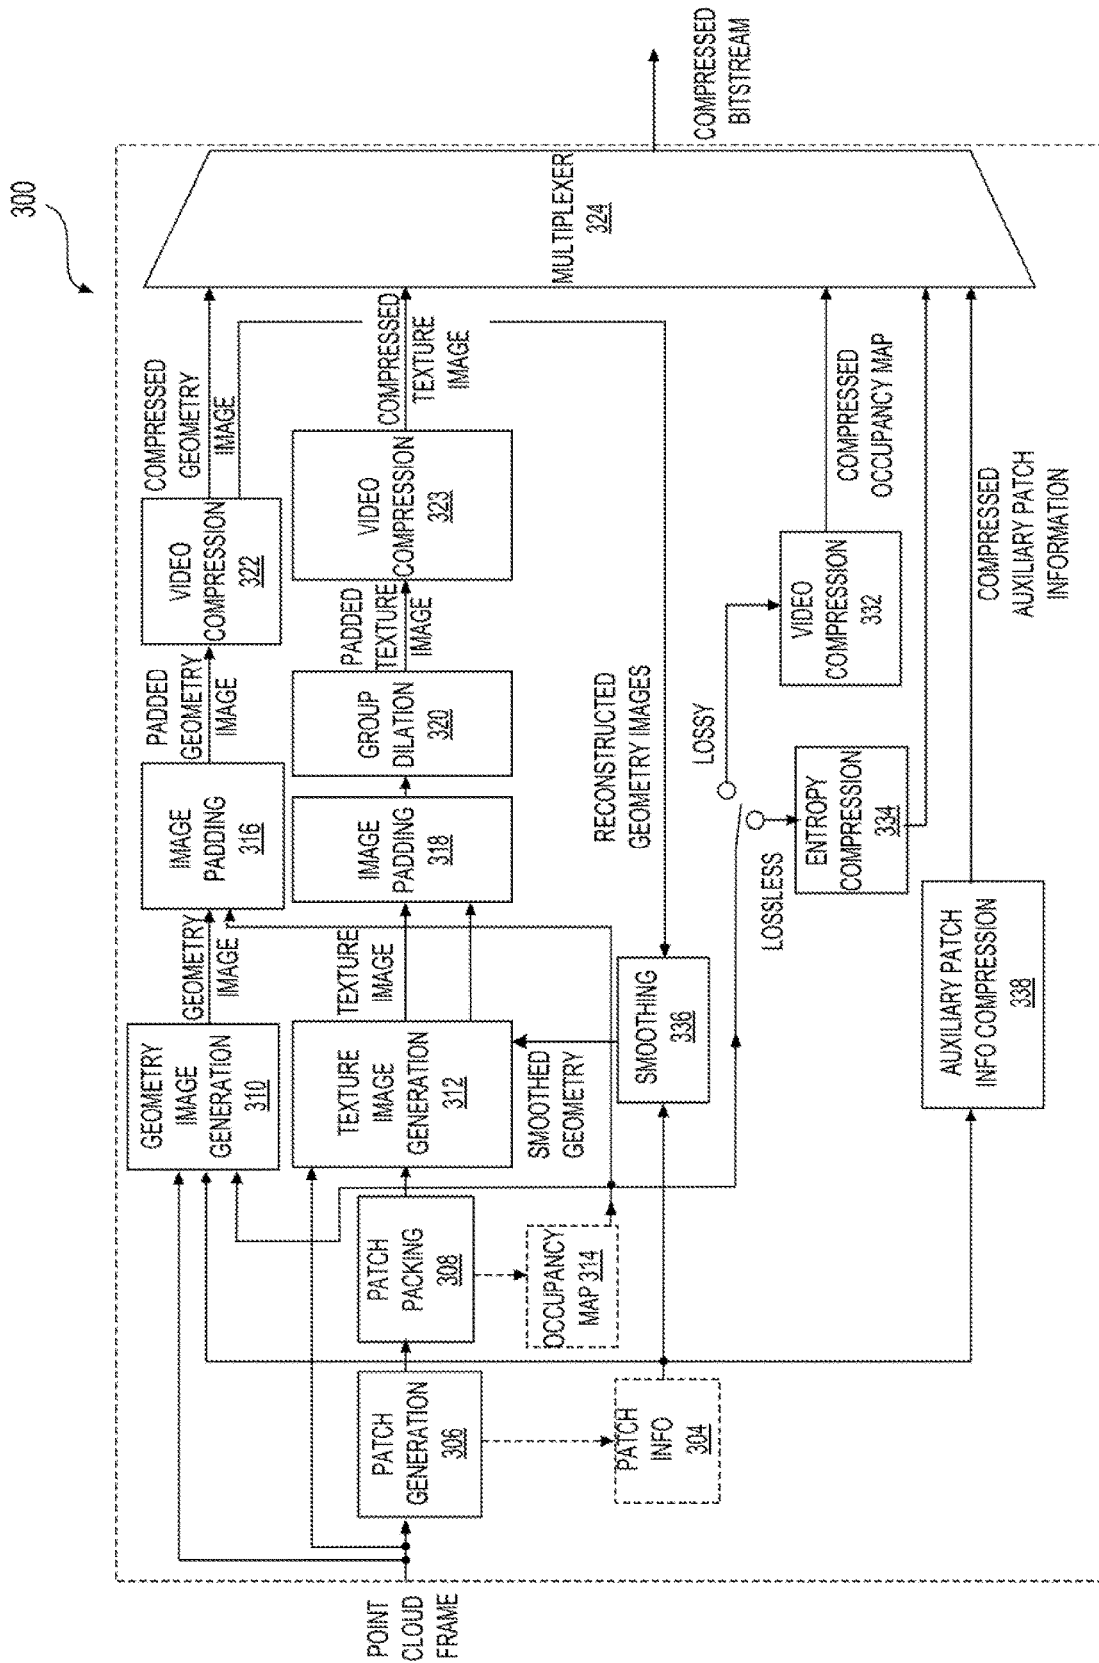 300
POINT
CLOUD
FRAME
PATCH
GENERATION
306
PATCH
PACKING
308
PATCH
INFO
304
OCCUPANCY
MAP 314
GEOMETRY
IMAGE
GENERATION
310
GEOMETRY
IMAGE
IMAGE
PADDING
316
PADDED
GEOMETRY
IMAGE
VIDEO
COMPRESSION
322
COMPRESSED
GEOMETRY
IMAGE
TEXTURE
IMAGE
GENERATION
312
TEXTURE
IMAGE
IMAGE
PADDING
318
GROUP
DILATION
320
PADDED
TEXTURE
IMAGE
VIDEO
COMPRESSION
323
COMPRESSED
TEXTURE
IMAGE
SMOOTHED
GEOMETRY
SMOOTHING
336
RECONSTRUCTED
GEOMETRY IMAGES
LOSSY
LOSSLESS
VIDEO
COMPRESSION
332
COMPRESSED
OCCUPANCY MAP
ENTROPY
COMPRESSION
334
AUXILIARY PATCH
INFO COMPRESSION
338
COMPRESSED
AUXILIARY PATCH
INFORMATION
MULTIPLEXER
324
COMPRESSED
BITSTREAM